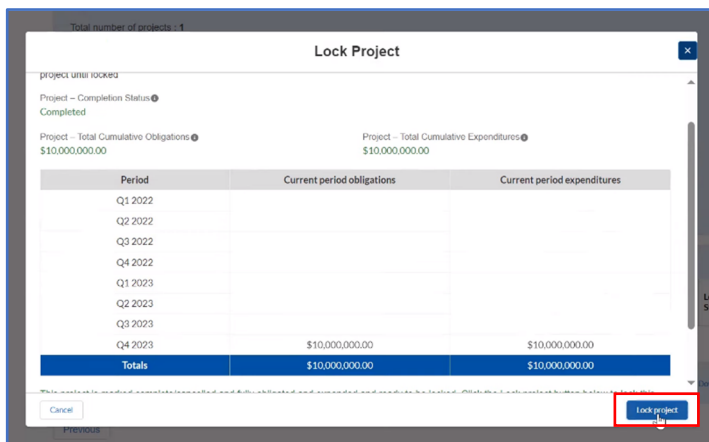 Total number of projects : 1
Lock Project
project until locked
Project – Completion Status
Completed
Project – Total Cumulative Obligations
Project – Total Cumulative Expenditures
$10,000,000.00
$10,000,000.00
Period Current period obligations Current period expenditures
Q1 2022
Q2 2022
Q3 2022
Q4 2022
Q1 2023
Q2 2023
Q3 2023
Q4 2023 $10,000,000.00 $10,000,000.00
Totals $10,000,000.00 $10,000,000.00
This project is marked complete/cancelled and fully obligated and expended and ready to be locked. Click the Lock project button below to lock this
Cancel
Lock project
Previous